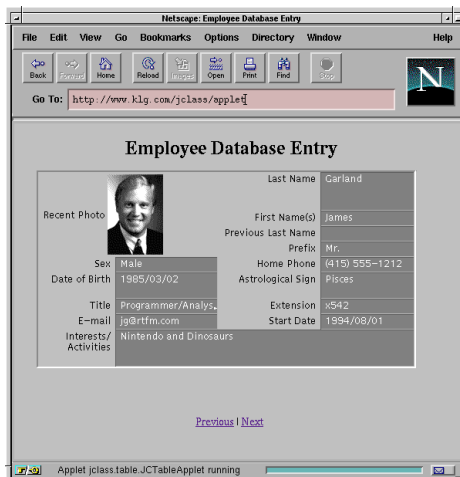 Netscape: Employee Database Entry
File Edit View Go Bookmarks Options Directory Window Help
Back Forward Home Reload Images Open Print Find Stop
N
Go To: http://www.klg.com/jclass/applet
Employee Database Entry
Recent Photo
Last Name Garland
First Name(s) James
Previous Last Name
Prefix Mr.
Sex Male Home Phone (415) 555-1212
Date of Birth 1985/03/02 Astrological Sign Pisces
Title Programmer/Analys Extension x542
E-mail jg@rtfm.com Start Date 1994/08/01
Interests/ Nintendo and Dinosaurs
Activities
Previous | Next
Applet jclass.table.JCTableApplet running